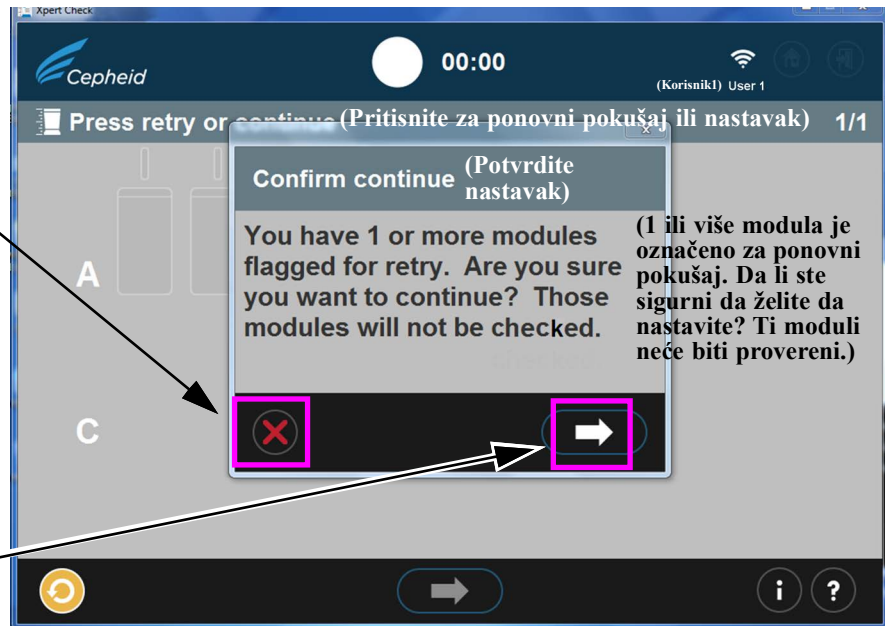 Xpert Check
Cepheid
00:00
(Korisnik1) User 1
Press retry or continue (Pritisnite za ponovni pokušaj ili nastavak) 1/1
Confirm continue (Potvrdite
nastavak)
You have 1 or more modules
flagged for retry. Are you sure
you want to continue? Those
modules will not be checked.
(1 ili više modula je
označeno za ponovni
pokušaj. Da li ste
sigurni da želite da
nastavite? Ti moduli
neće biti provereni.)
A
C
i
?